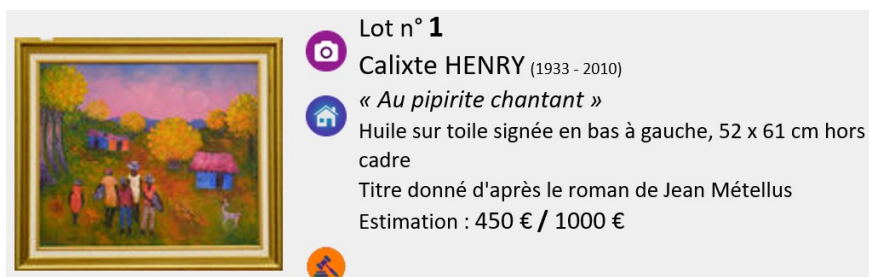 Lot n° 1
Calixte HENRY (1933 - 2010)
« Au pipirite chantant »
Huile sur toile signée en bas à gauche, 52 x 61 cm hors
cadre
Titre donné d'après le roman de Jean Métellus
Estimation : 450 € / 1000 €